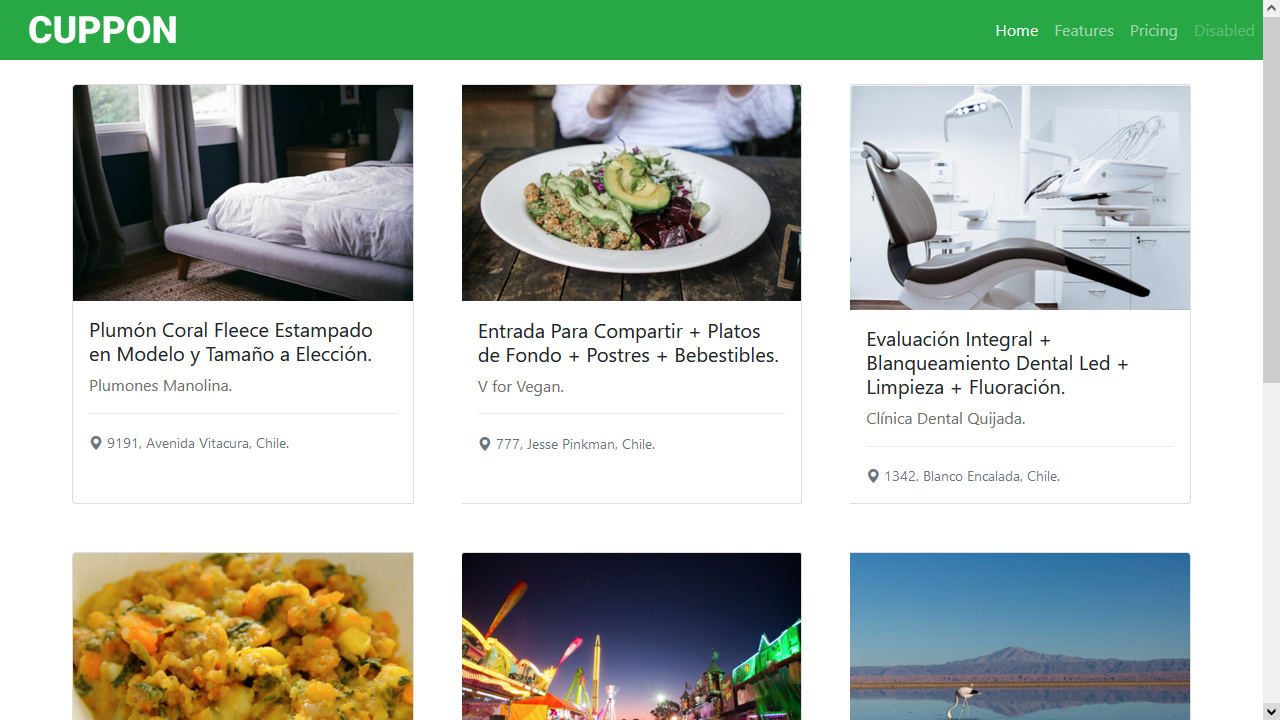 CUPPON
Home Features Pricing Disabled
Plumón Coral Fleece Estampado
en Modelo y Tamaño a Elección.
Plumones Manolina.
9191, Avenida Vitacura, Chile.
Entrada Para Compartir + Platos
de Fondo + Postres + Bebestibles.
V for Vegan.
777, Jesse Pinkman, Chile.
Evaluación Integral +
Blanqueamiento Dental Led +
Limpieza + Fluoración.
Clínica Dental Quijada.
1342, Blanco Encalada, Chile.